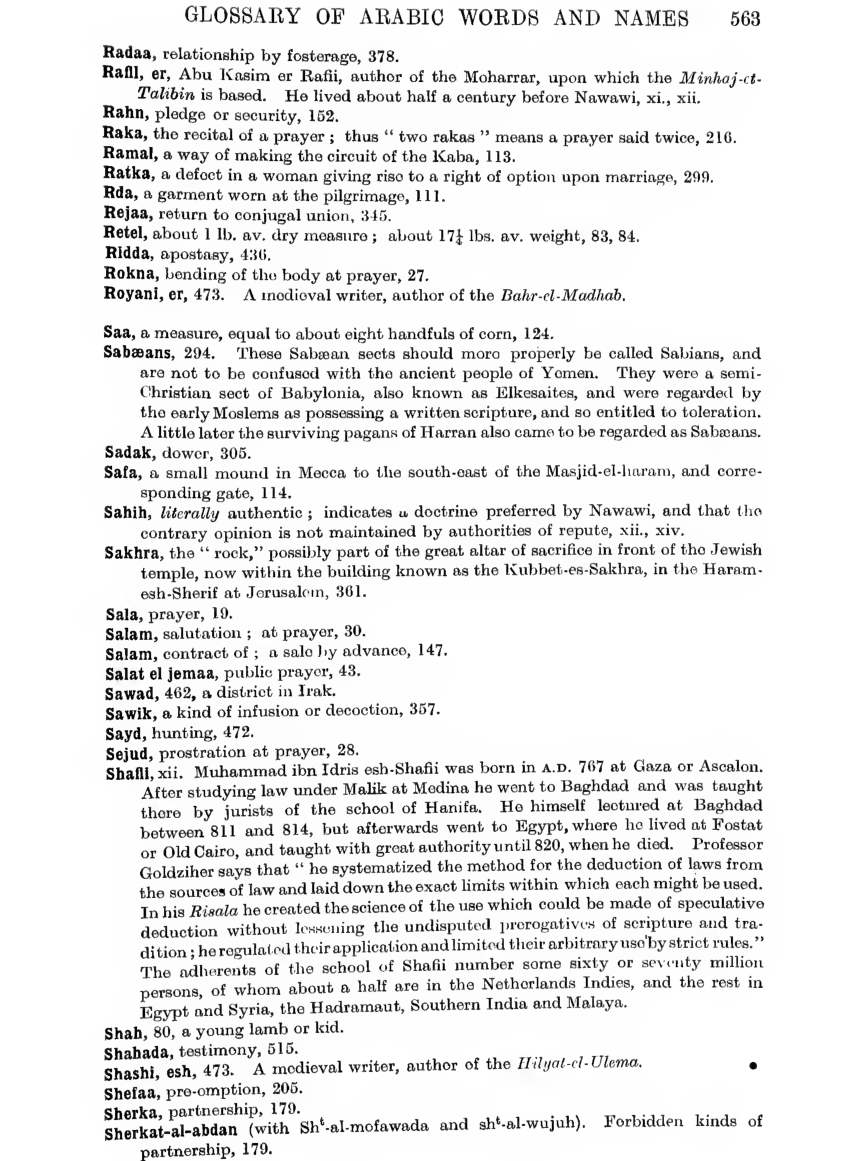 GLOSSARY OF ARABIC WORDS AND NAMES 563
Radaa, relationship by fosterage, 378.
Rafii, er, Abu Kasim er Rafii, author of the Moharrar, upon which the Minhaj-et-
Talibin is based. He lived about half a century before Nawawi, xi., xii.
Rahn, pledge or security, 152.
Raka, the recital of a prayer ; thus “ two rakas ” means a prayer said twice, 216.
Ramal, a way of making the circuit of the Kaba, 113.
Ratka, a defect in a woman giving rise to a right of option upon marriage, 299.
Rda, a garment worn at the pilgrimage, 111.
Rejaa, return to conjugal union, 345.
Retel, about 1 lb. av. dry measure ; about 17¼ lbs. av. weight, 83, 84.
Ridda, apostasy, 436.
Rokna, bending of the body at prayer, 27.
Royani, er, 473. A medieval writer, author of the Bahr-el-Madhab.
Saa, a measure, equal to about eight handfuls of corn, 124.
Sabæans, 294. These Sabæan sects should more properly be called Sabians, and
are not to be confused with the ancient people of Yemen. They were a semi-
Christian sect of Babylonia, also known as Elkesaites, and were regarded by
the early Moslems as possessing a written scripture, and so entitled to toleration.
A little later the surviving pagans of Harran also came to be regarded as Sabæans.
Sadak, dower, 305.
Safa, a small mound in Mecca to the south-east of the Masjid-el-haram, and corre-
sponding gate, 114.
Sahih, literally authentic ; indicates a doctrine preferred by Nawawi, and that the
contrary opinion is not maintained by authorities of repute, xii., xiv.
Sakhra, the “ rock,” possibly part of the great altar of sacrifice in front of the Jewish
temple, now within the building known as the Kubbet-es-Sakhra, in the Haram-
esh-Sherif at Jerusalem, 361.
Sala, prayer, 19.
Salam, salutation ; at prayer, 30.
Salam, contract of ; a sale by advance, 147.
Salat el jemaa, public prayer, 43.
Sawad, 462, a district in Irak.
Sawik, a kind of infusion or decoction, 357.
Sayd, hunting, 472.
Sejud, prostration at prayer, 28.
Shafii, xii. Muhammad ibn Idris esh-Shafii was born in A.D. 767 at Gaza or Ascalon.
After studying law under Malik at Medina he went to Baghdad and was taught
there by jurists of the school of Hanifa. He himself lectured at Baghdad
between 811 and 814, but afterwards went to Egypt, where he lived at Fostat
or Old Cairo, and taught with great authority until 820, when he died. Professor
Goldziher says that “ he systematized the method for the deduction of laws from
the sources of law and laid down the exact limits within which each might be used.
In his Risala he created the science of the use which could be made of speculative
deduction without lessening the undisputed prerogatives of scripture and tra-
dition ; he regulated their application and limited their arbitrary use by strict rules.”
The adherents of the school of Shafii number some sixty or seventy million
persons, of whom about a half are in the Netherlands Indies, and the rest in
Egypt and Syria, the Hadramaut, Southern India and Malaya.
Shah, 80, a young lamb or kid.
Shahada, testimony, 515.
Shashi, esh, 473. A medieval writer, author of the Hilyat-el-Ulema.
Shefaa, pre-emption, 205.
Sherka, partnership, 179.
Sherkat-al-abdan (with Sht-al-mofawada and sht-al-wujuh). Forbidden kinds of
partnership, 179.